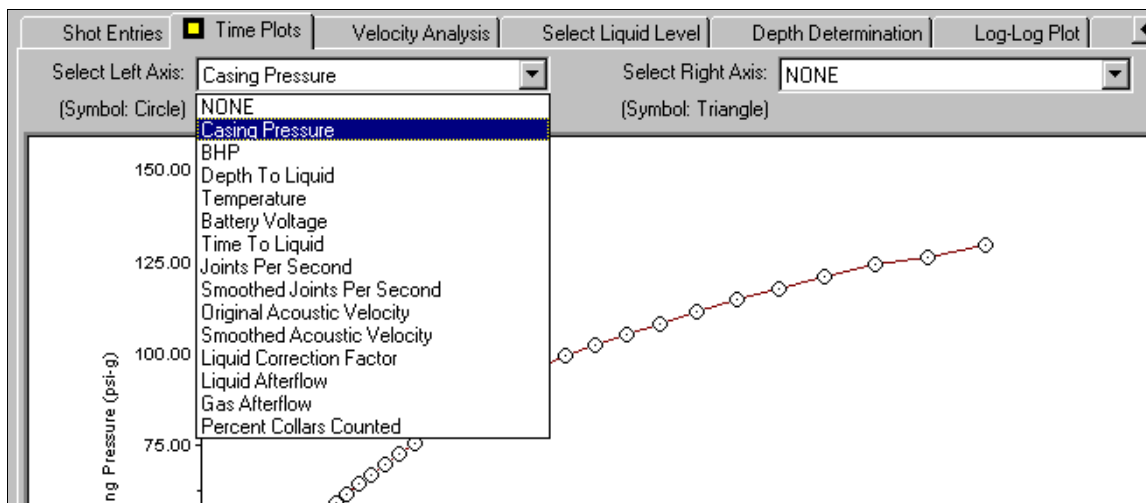 Shot Entries Time Plots Velocity Analysis Select Liquid Level Depth Determination Log-Log Plot
Select Left Axis: Casing Pressure Select Right Axis: NONE
(Symbol: Circle) (Symbol: Triangle)
NONE
Casing Pressure
BHP
Depth To Liquid
Temperature
Battery Voltage
Time To Liquid
Joints Per Second
Smoothed Joints Per Second
Original Acoustic Velocity
Smoothed Acoustic Velocity
Liquid Correction Factor
Liquid Afterflow
Gas Afterflow
Percent Collars Counted
150.00
125.00
100.00
75.00
ng Pressure (psi-g)